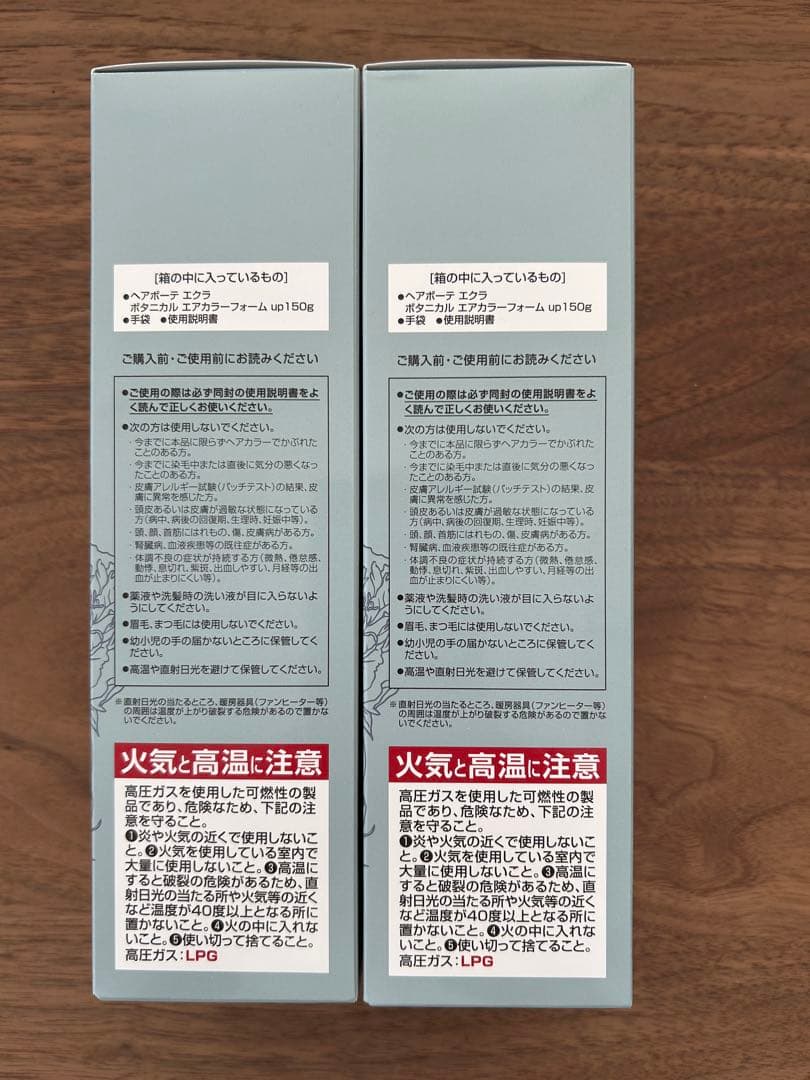 [箱の中に入っているもの]
●ヘアボーテ エクラ
ボタニカル エアカラーフォーム up150g
●手袋 ●使用説明書
ご購入前・ご使用前にお読みください
●ご使用の際は必ず同封の使用説明書をよ
く読んで正しくお使いください。
●次の方は使用しないでください。
・今までに本品に限らずヘアカラーでかぶれた
ことのある方。
・今までに染毛中または直後に気分の悪くなっ
たことのある方。
・皮膚アレルギー試験(パッチテスト)の結果、皮
膚に異常を感じた方。
・頭皮あるいは皮膚が過敏な状態になっている
方(病中、病後の回復期、生理時、妊娠中等)。
・頭、顔、首筋にはれもの、傷、皮膚病がある方。
・腎臓病、血液疾患等の既往症がある方。
・体調不良の症状が持続する方(微熱、倦怠感、
動悸、息切れ、紫斑、出血しやすい、月経等の出
血が止まりにくい等)。
●薬液や洗髪時の洗い液が目に入らないよ
うにしてください。
●眉毛、まつ毛には使用しないでください。
●幼小児の手の届かないところに保管してく
ださい。
●高温や直射日光を避けて保管してください。
※直射日光の当たるところ、暖房器具(ファンヒーター等)
の周囲は温度が上がり破裂する危険があるので置かな
いでください。
火気と高温に注意
高圧ガスを使用した可燃性の製
品であり、危険なため、下記の注
意を守ること。
❶炎や火気の近くで使用しないこ
と。❷火気を使用している室内で
大量に使用しないこと。❸高温に
すると破裂の危険があるため、直
射日光の当たる所や火気等の近く
など温度が40度以上となる所に
置かないこと。❹火の中に入れな
いこと。❺使い切って捨てること。
高圧ガス：LPG
[箱の中に入っているもの]
●ヘアボーテ エクラ
ボタニカル エアカラーフォーム up150g
●手袋 ●使用説明書
ご購入前・ご使用前にお読みください
●ご使用の際は必ず同封の使用説明書をよ
く読んで正しくお使いください。
●次の方は使用しないでください。
・今までに本品に限らずヘアカラーでかぶれた
ことのある方。
・今までに染毛中または直後に気分の悪くなっ
たことのある方。
・皮膚アレルギー試験(パッチテスト)の結果、皮
膚に異常を感じた方。
・頭皮あるいは皮膚が過敏な状態になっている
方(病中、病後の回復期、生理時、妊娠中等)。
・頭、顔、首筋にはれもの、傷、皮膚病がある方。
・腎臓病、血液疾患等の既往症がある方。
・体調不良の症状が持続する方(微熱、倦怠感、
動悸、息切れ、紫斑、出血しやすい、月経等の出
血が止まりにくい等)。
●薬液や洗髪時の洗い液が目に入らないよ
うにしてください。
●眉毛、まつ毛には使用しないでください。
●幼小児の手の届かないところに保管してく
ださい。
●高温や直射日光を避けて保管してください。
※直射日光の当たるところ、暖房器具(ファンヒーター等)
の周囲は温度が上がり破裂する危険があるので置かな
いでください。
火気と高温に注意
高圧ガスを使用した可燃性の製
品であり、危険なため、下記の注
意を守ること。
❶炎や火気の近くで使用しないこ
と。❷火気を使用している室内で
大量に使用しないこと。❸高温に
すると破裂の危険があるため、直
射日光の当たる所や火気等の近く
など温度が40度以上となる所に
置かないこと。❹火の中に入れな
いこと。❺使い切って捨てること。
高圧ガス：LPG